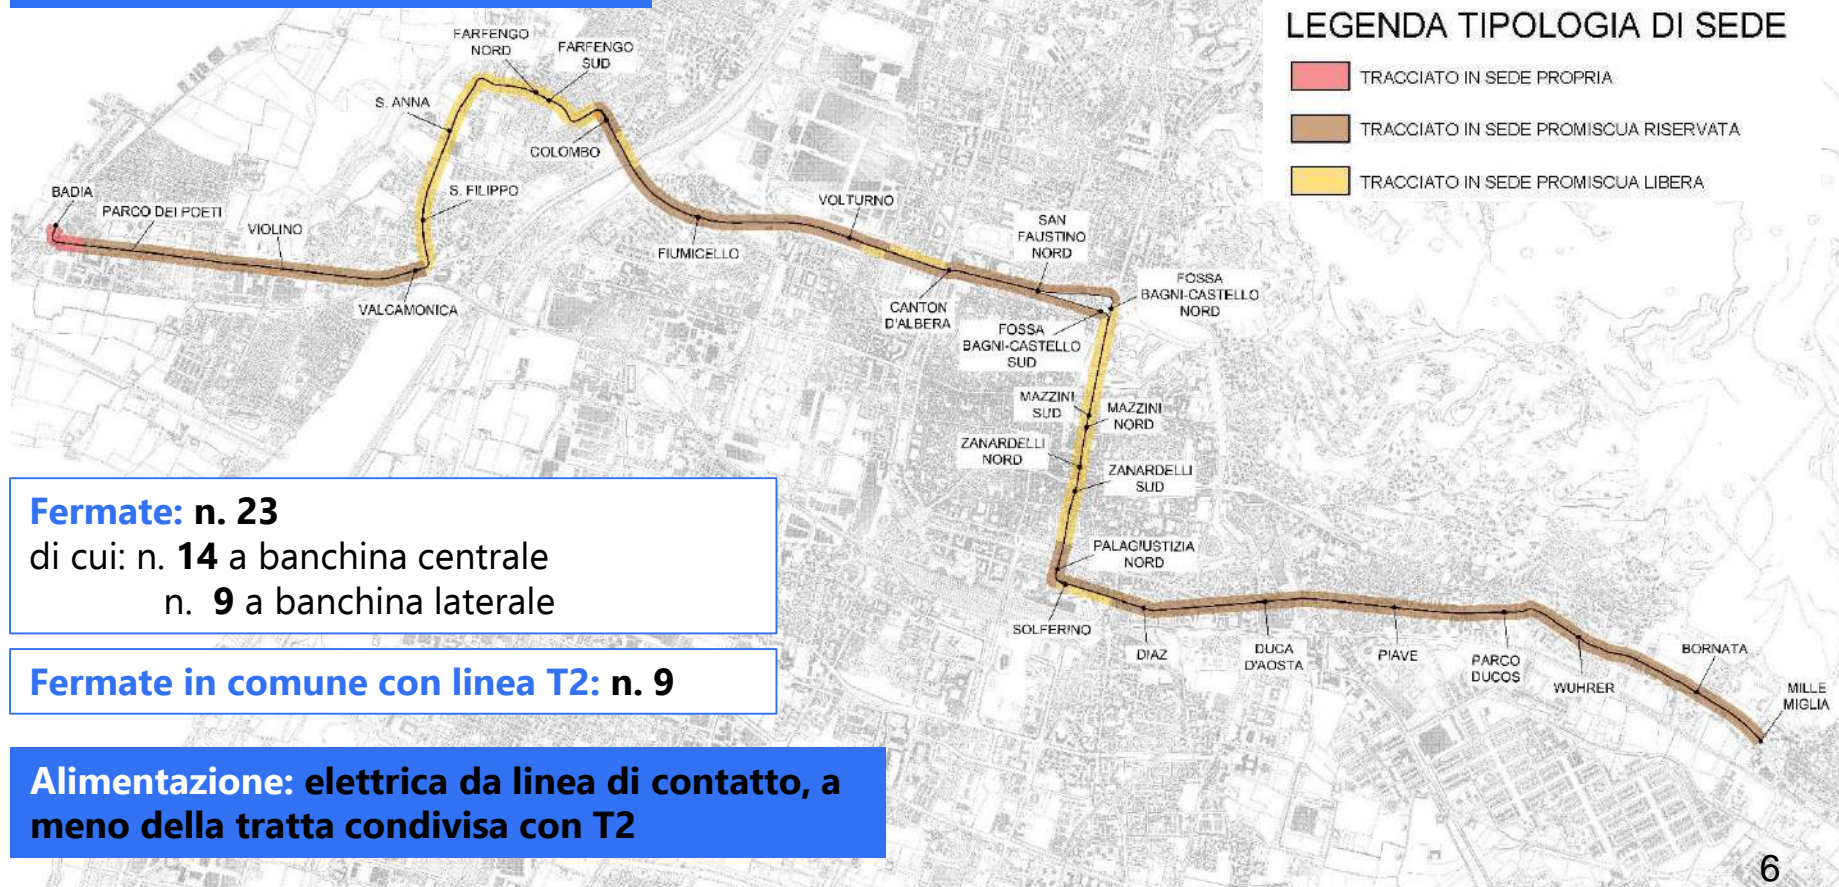 LEGENDA TIPOLOGIA DI SEDE
TRACCIATO IN SEDE PROPRIA
TRACCIATO IN SEDE PROMISCUA RISERVATA
TRACCIATO IN SEDE PROMISCUA LIBERA
FARFENGO
NORD
FARFENGO
SUD
S. ANNA
COLOMBO
S. FILIPPO
BADIA
PARCO DEI POETI
VIOLINO
VALCAMONICA
FIUMICELLO
VOLTURNO
SAN
FAUSTINO
NORD
CANTON
D'ALBERA
FOSSA
BAGNI-CASTELLO
NORD
FOSSA
BAGNI-CASTELLO
SUD
MAZZINI
SUD
MAZZINI
NORD
ZANARDELLI
NORD
ZANARDELLI
SUD
PALAGIUSTIZIA
NORD
SOLFERINO
DIAZ
DUCA
D'AOSTA
PIAVE
PARCO
DUCOS
WUHRER
BORNATA
MILLE
MIGLIA
Fermate: n. 23
di cui: n. 14 a banchina centrale
n. 9 a banchina laterale
Fermate in comune con linea T2: n. 9
Alimentazione: elettrica da linea di contatto, a
meno della tratta condivisa con T2
6